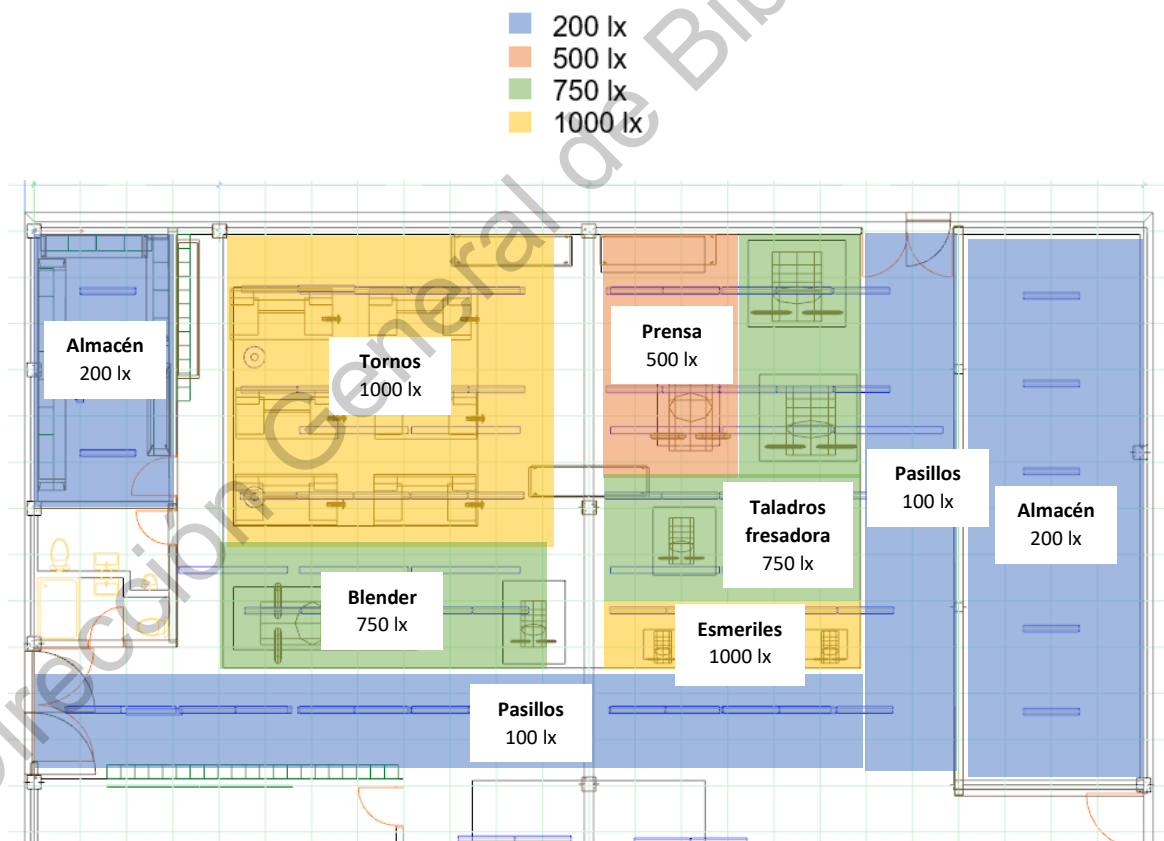 200 lx
500 lx
750 lx
1000 lx
Dirección General de Bib
Almacén
200 lx
Tornos
1000 lx
Prensa
500 lx
Pasillos
100 lx
Almacén
200 lx
Taladros
fresadora
750 lx
Blender
750 lx
Esmeriles
1000 lx
Pasillos
100 lx